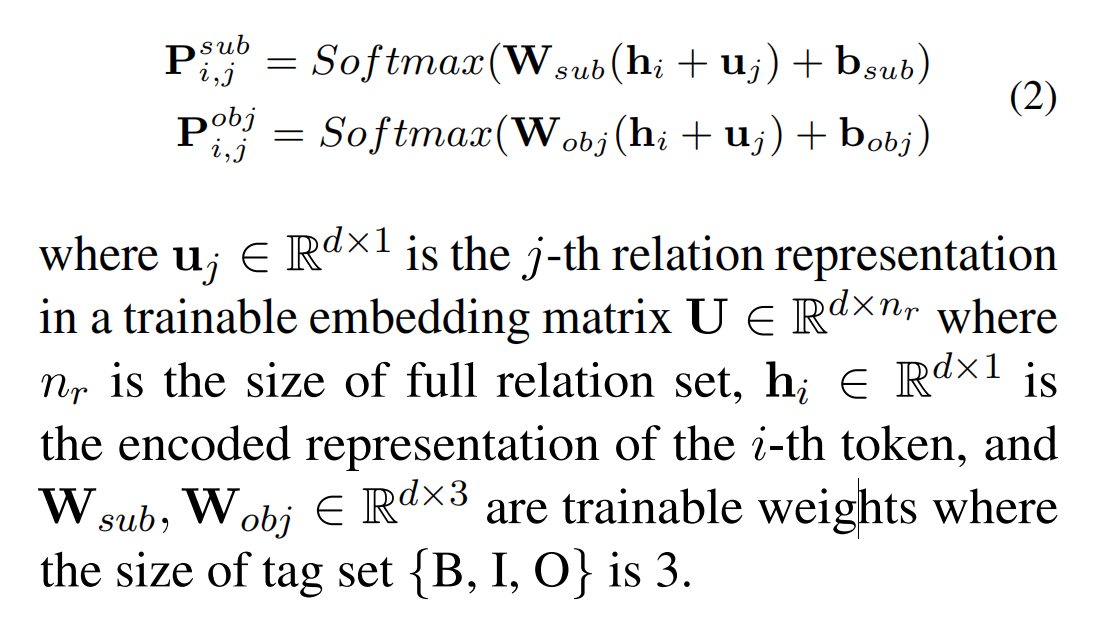 P^{sub}_{i,j} = Softmax(W_{sub}(h_i + u_j) + b_{sub})
P^{obj}_{i,j} = Softmax(W_{obj}(h_i + u_j) + b_{obj})
(2)
where u_j ∈ ℝ^{d×1} is the j-th relation representation
in a trainable embedding matrix U ∈ ℝ^{d×n_r} where
n_r is the size of full relation set, h_i ∈ ℝ^{d×1} is
the encoded representation of the i-th token, and
W_{sub}, W_{obj} ∈ ℝ^{d×3} are trainable weights where
the size of tag set {B, I, O} is 3.